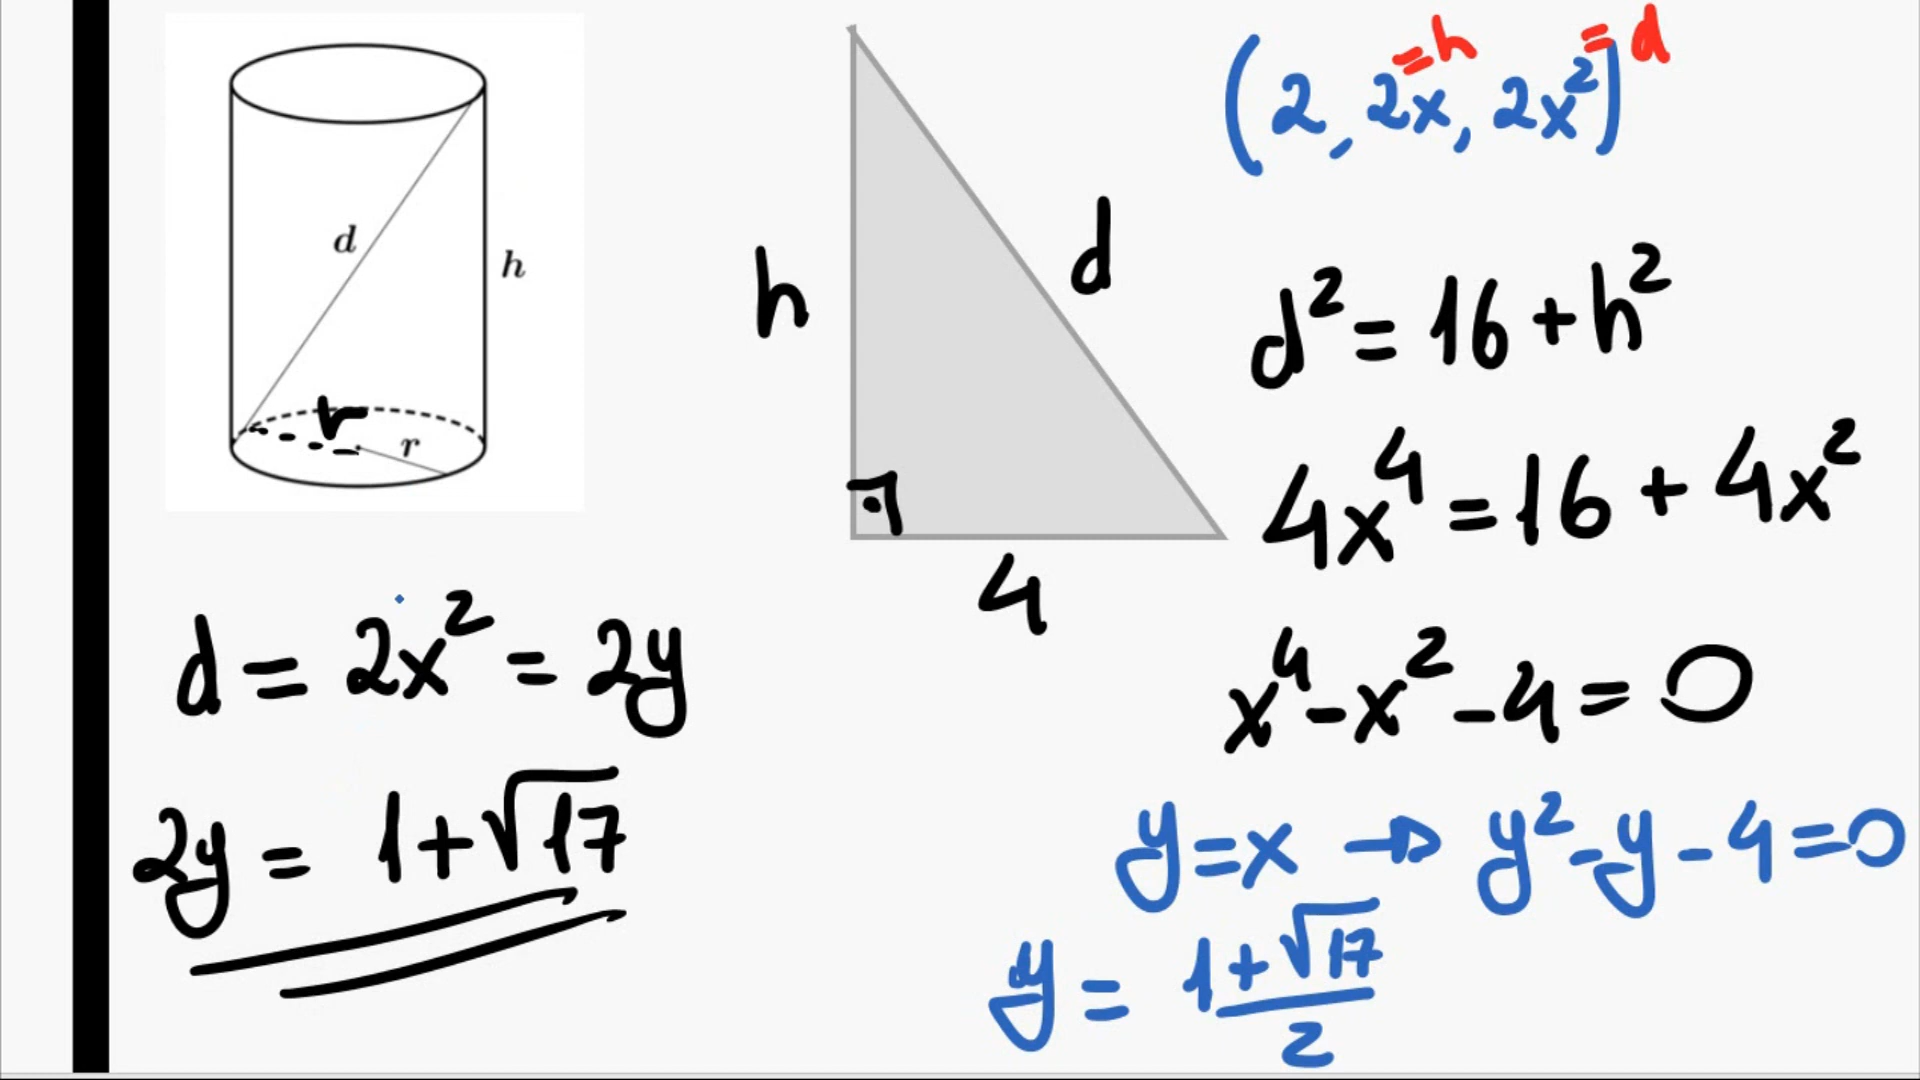 d
h
r
r
d = 2x² = 2y
2y = 1+√17
h
d
4
(2, 2x, 2x²)
=h
=d
d² = 16 + h²
4x⁴ = 16 + 4x²
x⁴ - x² - 4 = 0
y=x → y² - y - 4 = 0
y = (1+√17)/2